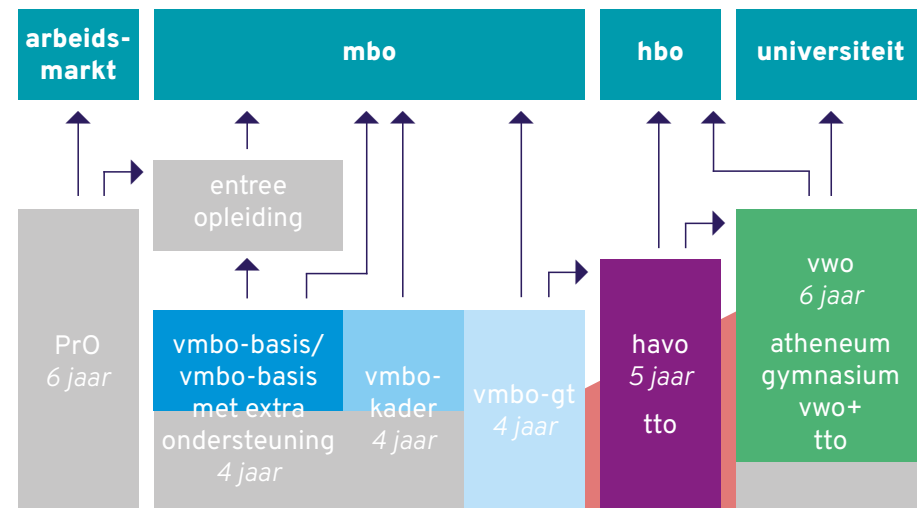 arbeids-
markt
mbo
hbo
universiteit
entree
opleiding
PrO
6 jaar
vmbo-basis/
vmbo-basis
met extra
ondersteuning
4 jaar
vmbo-
kader
4 jaar
vmbo-gt
4 jaar
havo
5 jaar
tto
vwo
6 jaar
atheneum
gymnasium
vwo+
tto